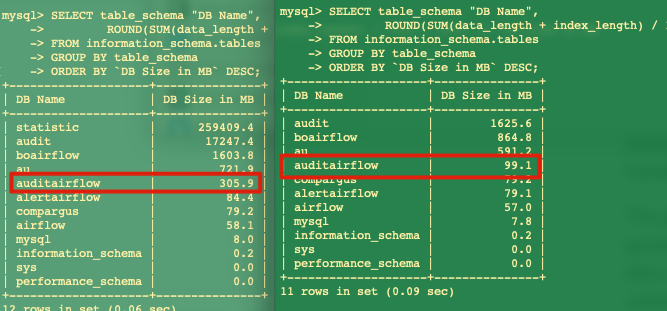 mysql> SELECT table_schema "DB Name",
    ->         ROUND(SUM(data_length +
    -> FROM information_schema.tables
    -> GROUP BY table_schema
    -> ORDER BY `DB Size in MB` DESC;
+--------------------+---------------+
| DB Name            | DB Size in MB
+--------------------+---------------+
| statistic          |      259409.4 |
| audit              |       17247.4 |
| boairflow          |        1603.8 |
| au                 |         721.9 |
| auditairflow       |         305.9 |
| alertairflow       |          84.4 |
| compargus          |          79.2 |
| airflow            |          58.1 |
| mysql              |           8.0 |
| information_schema |           0.2 |
| sys                |           0.0 |
| performance_schema |           0.0 |
+--------------------+---------------+
12 rows in set (0.06 sec)
mysql> SELECT table_schema "DB Name",
    ->         ROUND(SUM(data_length + index_length) /
    -> FROM information_schema.tables
    -> GROUP BY table_schema
    -> ORDER BY `DB Size in MB` DESC;
+--------------------+---------------+
| DB Name            | DB Size in MB |
+--------------------+---------------+
| audit              |        1625.6 |
| boairflow          |         864.8 |
| au                 |         591.2 |
| auditairflow       |          99.1 |
| compargus          |          79.2 |
| alertairflow       |          79.1 |
| airflow            |          57.0 |
| mysql              |           7.8 |
| information_schema |           0.2 |
| sys                |           0.0 |
| performance_schema |           0.0 |
+--------------------+---------------+
11 rows in set (0.09 sec)